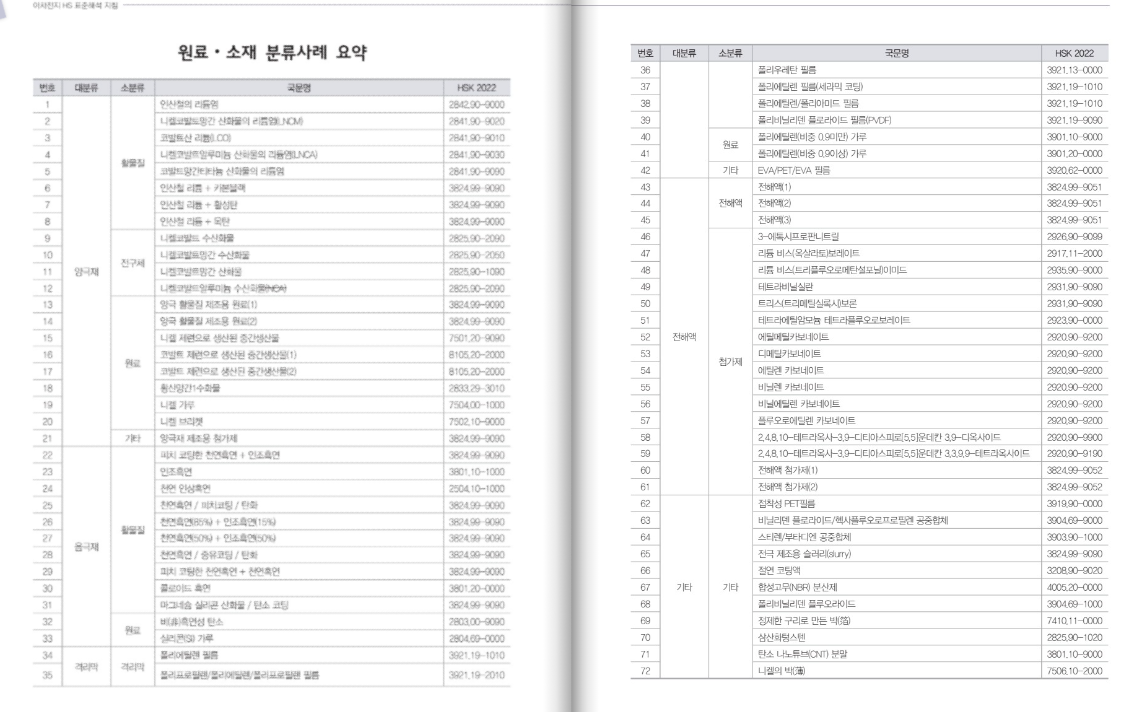 이차전지 HS 표준해석 지침
원료・소재 분류사례 요약
번호 대분류 소분류 국문명 HSK 2022
1 인산철의 리튬염 2842.90-9000
2 니켈코발트망간 산화물의 리튬염(LNCM) 2841.90-9020
3 코발트산 리튬(LCO) 2841.90-9010
4 니켈코발트알루미늄 산화물의 리튬염(LNCA) 2841.90-9030
활물질
5 코발트망간티타늄 산화물의 리튬염 2841.90-9090
6 인산철 리튬 + 카본블랙 3824.99-9090
7 인산철 리튬 + 활성탄 3824.99-9090
8 인산철 리튬 + 목탄 3824.99-9090
9 니켈코발트 수산화물 2825.90-2090
10 니켈코발트망간 수산화물 2825.90-2050
전구체
11 양극재 니켈코발트망간 산화물 2825.90-1090
12 니켈코발트알루미늄 수산화물(NCA) 2825.90-2090
13 양극 활물질 제조용 원료(1) 3824.99-9090
14 양극 활물질 제조용 원료(2) 3824.99-9090
15 니켈 제련으로 생산된 중간생산물 7501.20-9090
16 코발트 제련으로 생산된 중간생산물(1) 8105.20-2000
원료
17 코발트 제련으로 생산된 중간생산물(2) 8105.20-2000
18 황산망간1수화물 2833.29-3010
19 니켈 가루 7504.00-1000
20 니켈 브리켓 7502.10-9000
21 기타 양극재 제조용 첨가제 3824.99-9090
22 피치 코팅한 천연흑연 + 인조흑연 3824.99-9090
23 인조흑연 3801.10-1000
24 천연 인상흑연 2504.10-1000
25 천연흑연 / 피치코팅 / 탄화 3824.99-9090
26 천연흑연(85%) + 인조흑연(15%) 3824.99-9090
활물질
27 음극재 천연흑연(50%) + 인조흑연(50%) 3824.99-9090
28 천연흑연 / 중유코팅 / 탄화 3824.99-9090
29 피치 코팅한 천연흑연 + 천연흑연 3824.99-9090
30 콜로이드 흑연 3801.20-0000
31 마그네슘 실리콘 산화물 / 탄소 코팅 3824.99-9090
32 비(非)흑연성 탄소 2803.00-9090
원료
33 실리콘(Si) 가루 2804.69-0000
34 폴리에틸렌 필름 3921.19-1010
격리막 격리막
35 폴리프로필렌/폴리에틸렌/폴리프로필렌 필름 3921.19-2010
번호 대분류 소분류 국문명 HSK 2022
36 폴리우레탄 필름 3921.13-0000
37 폴리에틸렌 필름(세라믹 코팅) 3921.19-1010
38 폴리에틸렌/폴리아미드 필름 3921.19-1010
39 폴리비닐리덴 플로라이드 필름(PVDF) 3921.19-9090
40 폴리에틸렌(비중 0.9미만) 가루 3901.10-9000
원료
41 폴리에틸렌(비중 0.9이상) 가루 3901.20-0000
42 기타 EVA/PET/EVA 필름 3920.62-0000
43 전해액(1) 3824.99-9051
44 전해액 전해액(2) 3824.99-9051
45 전해액(3) 3824.99-9051
46 3-에톡시프로판니트릴 2926.90-9099
47 리튬 비스(옥살라토)보레이트 2917.11-2000
48 리튬 비스(트리플루오로메탄설포닐)이미드 2935.90-9000
49 테트라비닐실란 2931.90-9090
50 트리스(트리메틸실록시)보론 2931.90-9090
51 테트라에틸암모늄 테트라플루오로보레이트 2923.90-0000
52 전해액 에틸메틸카보네이트 2920.90-9200
53 디메틸카보네이트 2920.90-9200
첨가제
54 에틸렌 카보네이트 2920.90-9200
55 비닐렌 카보네이트 2920.90-9200
56 비닐에틸렌 카보네이트 2920.90-9200
57 플루오로에틸렌 카보네이트 2920.90-9200
58 2,4,8,10-테트라옥사-3,9-디티아스피로[5,5]운데칸 3,9-디옥사이드 2920.90-9900
59 2,4,8,10-테트라옥사-3,9-디티아스피로[5,5]운데칸 3,3,9,9-테트라옥사이드 2920.90-9190
60 전해액 첨가제(1) 3824.99-9052
61 전해액 첨가제(2) 3824.99-9052
62 접착성 PET필름 3919.90-0000
63 비닐리덴 플로라이드/헥사플루오로프로필렌 공중합체 3904.69-9000
64 스티렌/부타디엔 공중합체 3903.90-1000
65 전극 제조용 슬러리(slurry) 3824.99-9090
66 절연 코팅액 3208.90-9020
67 기타 기타 합성고무(NBR) 분산제 4005.20-0000
68 폴리비닐리덴 플루오라이드 3904.69-1000
69 정제한 구리로 만든 박(箔) 7410.11-0000
70 삼산화텅스텐 2825.90-1020
71 탄소 나노튜브(CNT) 분말 3801.10-9000
72 니켈의 박(薄) 7506.10-2000